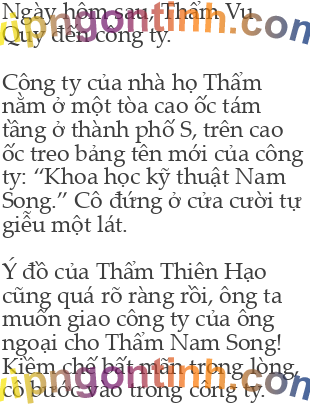 Ngày hôm sau, Thẩm Vu
Quy đến công ty.
Công ty của nhà họ Thẩm
nằm ở một tòa cao ốc tám
tầng ở thành phố S, trên cao
ốc treo bảng tên mới của công
ty: “Khoa học kỹ thuật Nam
Song.” Cô đứng ở cửa cười tự
giễu một lát.
Ý đồ của Thẩm Thiên Hạo
cũng quá rõ ràng rồi, ông ta
muốn giao công ty của ông
ngoại cho Thẩm Nam Song!
Kiềm chế bất mãn trong lòng,
cô bước vào trong công ty.
vipngontinh.com
vipngontinh.com